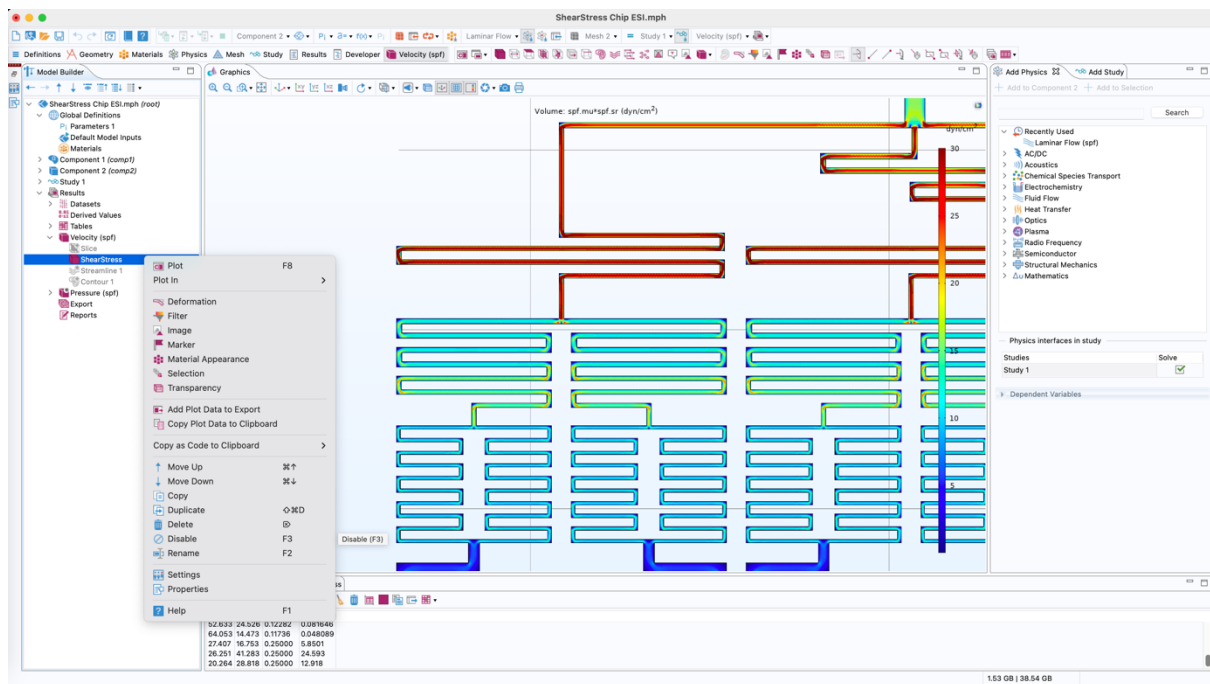 ShearStress Chip ESI.mph
Component 2 Pi a= f(x) Pi Laminar Flow Mesh 2 = Study 1 Velocity (spf)
Definitions Geometry Materials Physics Mesh Study Results Developer Velocity (spf)
Model Builder
Graphics
Add Physics Add Study
+ Add to Component 2 + Add to Selection
Search
ShearStress Chip ESI.mph (root)
Global Definitions
Pi Parameters 1
Default Model Inputs
Materials
Component 1 (comp1)
Component 2 (comp2)
Study 1
Results
Datasets
Derived Values
Tables
Velocity (spf)
Slice
ShearStress
Streamline 1
Contour 1
Pressure (spf)
Export
Reports
Plot F8
Plot In
Deformation
Filter
Image
Marker
Material Appearance
Selection
Transparency
Add Plot Data to Export
Copy Plot Data to Clipboard
Copy as Code to Clipboard
Move Up ⌘↑
Move Down ⌘↓
Copy
Duplicate ⇧⌘D
Delete ⌦
Disable F3
Rename F2
Settings
Properties
Help F1
Disable (F3)
Volume: spf.mu*spf.sr (dyn/cm²)
dyn/cm²
30
25
20
15
10
5
Recently Used
Laminar Flow (spf)
AC/DC
Acoustics
Chemical Species Transport
Electrochemistry
Fluid Flow
Heat Transfer
Optics
Plasma
Radio Frequency
Semiconductor
Structural Mechanics
Δu Mathematics
Physics interfaces in study
Studies Solve
Study 1
Dependent Variables
ss
52.633 24.526 0.12282 0.081646
64.053 14.473 0.11736 0.048089
27.407 16.753 0.25000 5.8501
26.251 41.283 0.25000 24.593
20.264 28.818 0.25000 12.918
1.53 GB | 38.54 GB